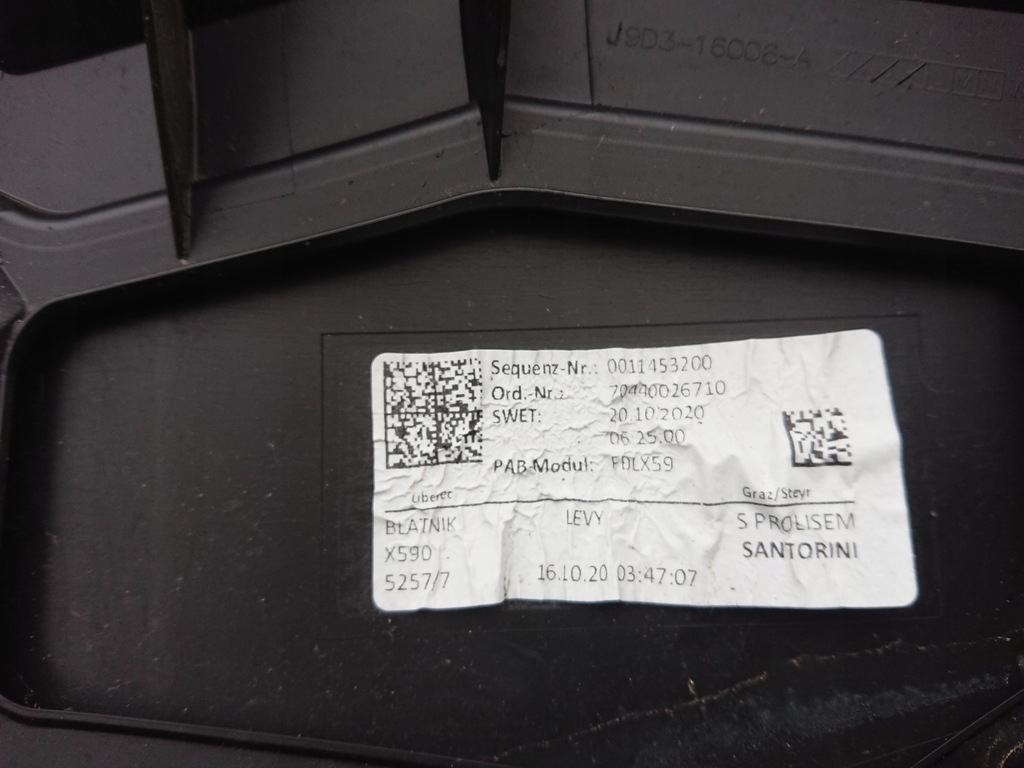 J9D3-16006-A
Sequenz-Nr.: 0011453200
Ord.-Nr.: 70440026710
SWET: 20.10.2020
06:25:00
PAB-Modul: FDLX59
Liberec
Graz/Steyr
BLATNIK LEVY S PROLISEM
X590 SANTORINI
5257/7 16.10.20 03:47:07